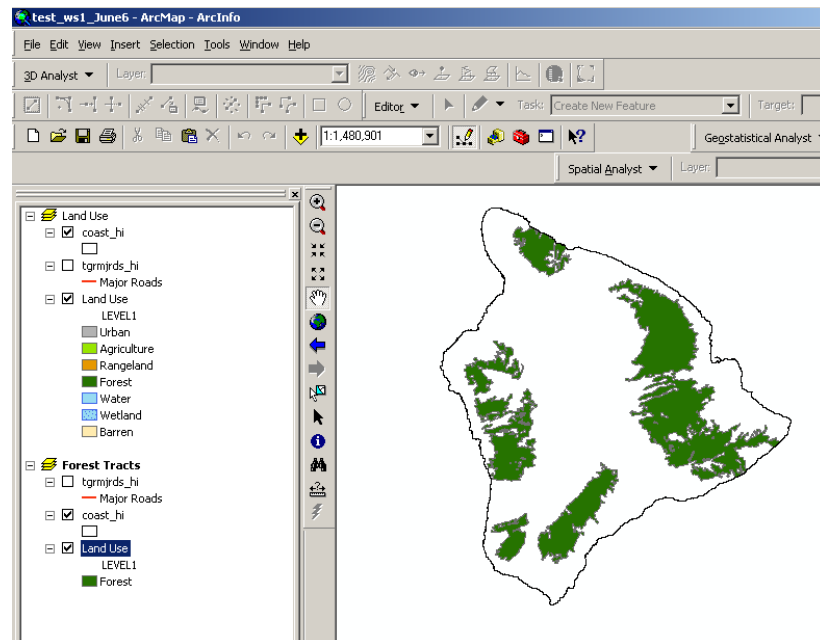 test_ws1_June6 - ArcMap - ArcInfo
File Edit View Insert Selection Tools Window Help
3D Analyst Layer:
Editor Task: Create New Feature Target:
1:1,480,901 Geostatistical Analyst
Spatial Analyst Layer:
Land Use
coast_hi
tgrmjrds_hi
Major Roads
Land Use
LEVEL1
Urban
Agriculture
Rangeland
Forest
Water
Wetland
Barren
Forest Tracts
tgrmjrds_hi
Major Roads
coast_hi
Land Use
LEVEL1
Forest